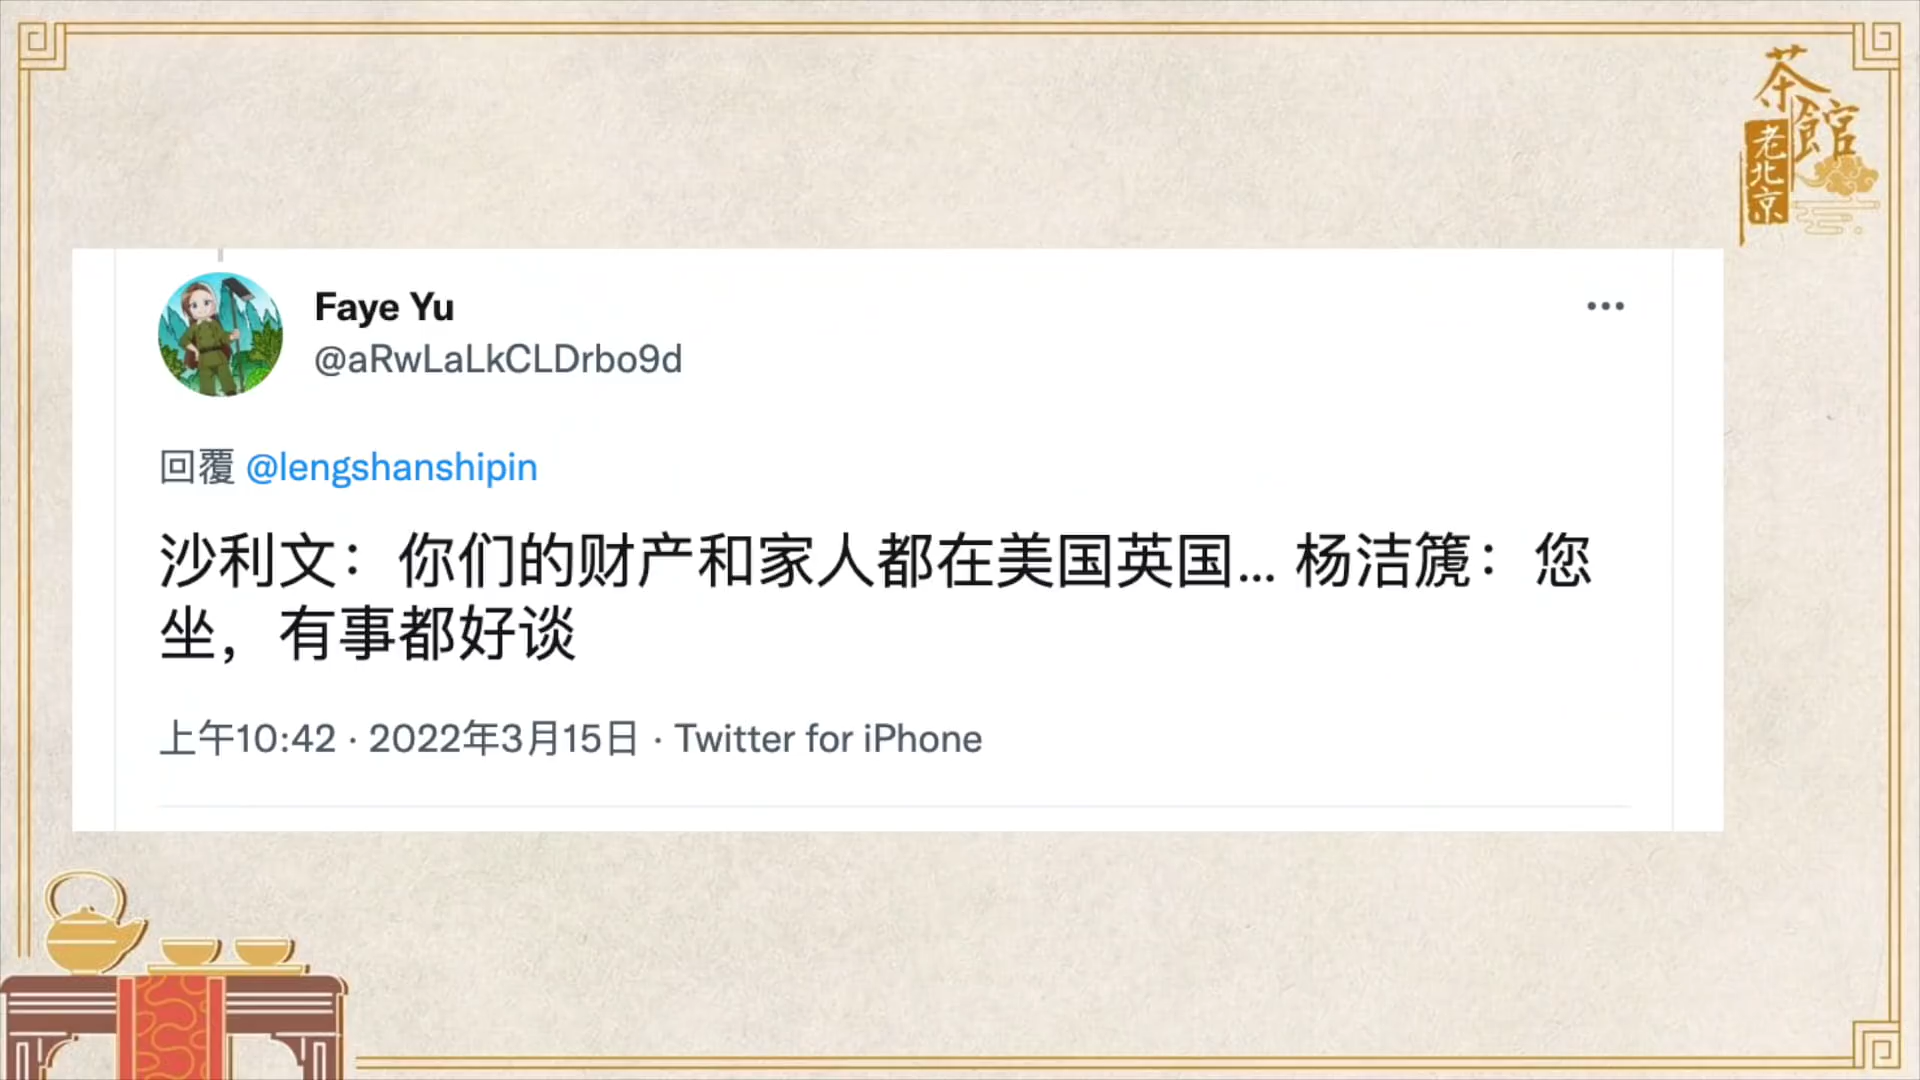 茶館
老北京
Faye Yu
@aRwLaLkCLDrbo9d
回覆 @lengshanshipin
沙利文：你们的财产和家人都在美国英国... 杨洁篪：您
坐，有事都好谈
上午10:42 · 2022年3月15日 · Twitter for iPhone